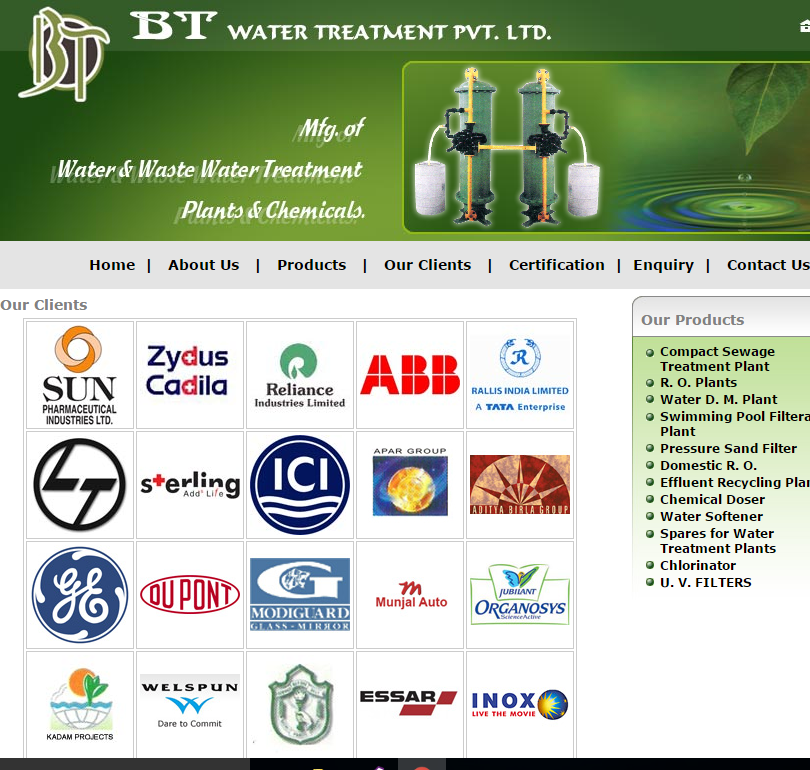 BT WATER TREATMENT PVT. LTD.
BT
Mfg. of
Water & Waste Water Treatment
Plants & Chemicals.
Home | About Us | Products | Our Clients | Certification | Enquiry | Contact Us
Our Clients
SUN
PHARMACEUTICAL
INDUSTRIES LTD.
Zydus
Cadila
Reliance
Industries Limited
ABB
R
RALLIS INDIA LIMITED
A TATA Enterprise
LT
sterling
Add Life
ICI
APAR GROUP
ADITYA BIRLA GROUP
GE
DU PONT
G
MODIGUARD
GLASS - MIRROR
m
Munjal Auto
JUBILANT
ORGANOSYS
ScienceActive
KADAM PROJECTS
WELSPUN
Dare to Commit
ESSAR
INOX
LIVE THE MOVIE
Our Products
Compact Sewage
Treatment Plant
R. O. Plants
Water D. M. Plant
Swimming Pool Filtera
Plant
Pressure Sand Filter
Domestic R. O.
Effluent Recycling Plan
Chemical Doser
Water Softener
Spares for Water
Treatment Plants
Chlorinator
U. V. FILTERS